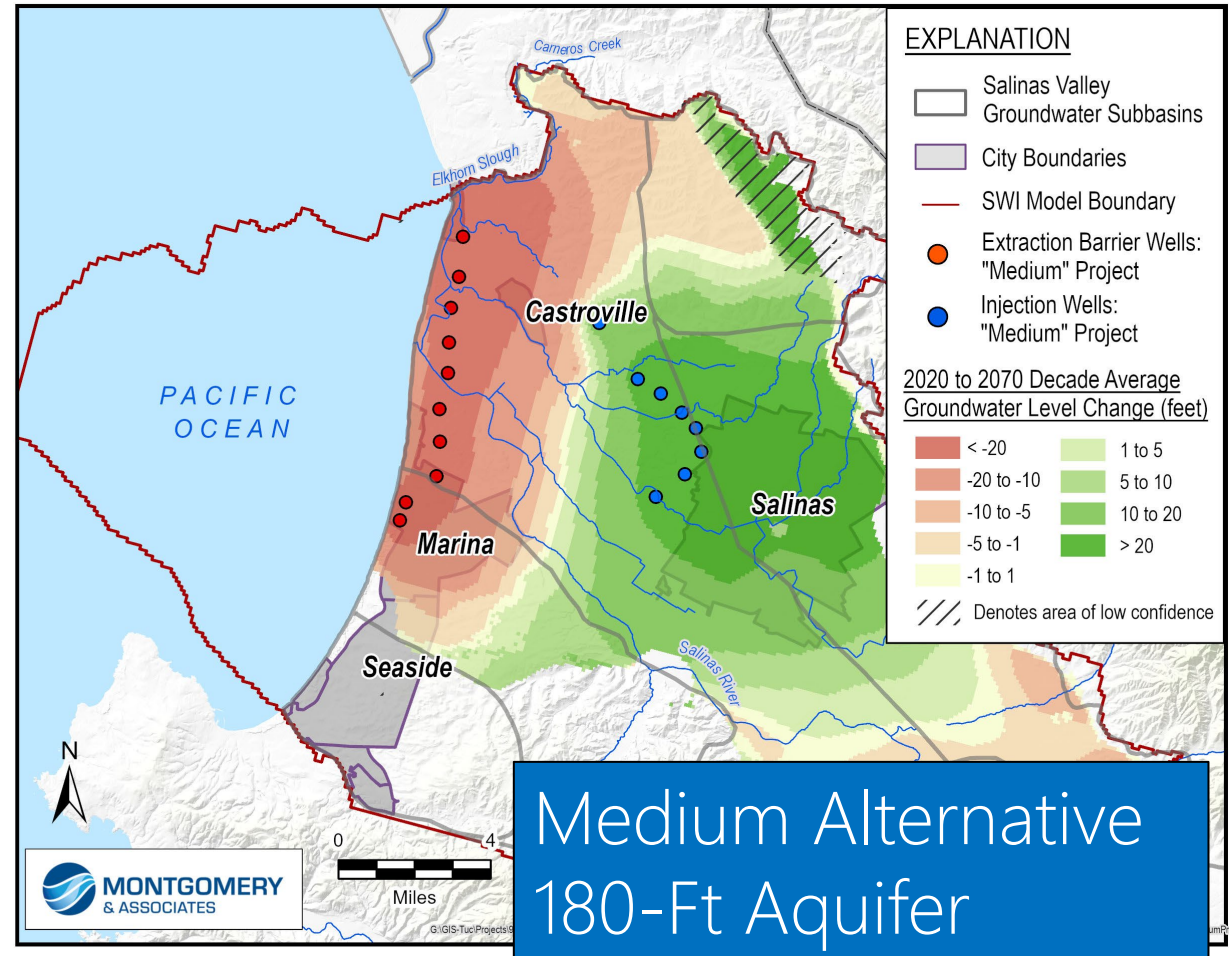 Carneros Creek
Elkhorn Slough
Castroville
PACIFIC
OCEAN
Salinas
Marina
Salinas
River
Seaside
N
0
4
Miles
MONTGOMERY
& ASSOCIATES
G:\GIS-Tuc\Projects\9
EXPLANATION
Salinas Valley
Groundwater Subbasins
City Boundaries
SWI Model Boundary
Extraction Barrier Wells:
"Medium" Project
Injection Wells:
"Medium" Project
2020 to 2070 Decade Average
Groundwater Level Change (feet)
< -20
-20 to -10
-10 to -5
-5 to -1
-1 to 1
1 to 5
5 to 10
10 to 20
> 20
Denotes area of low confidence
Medium Alternative
180-Ft Aquifer